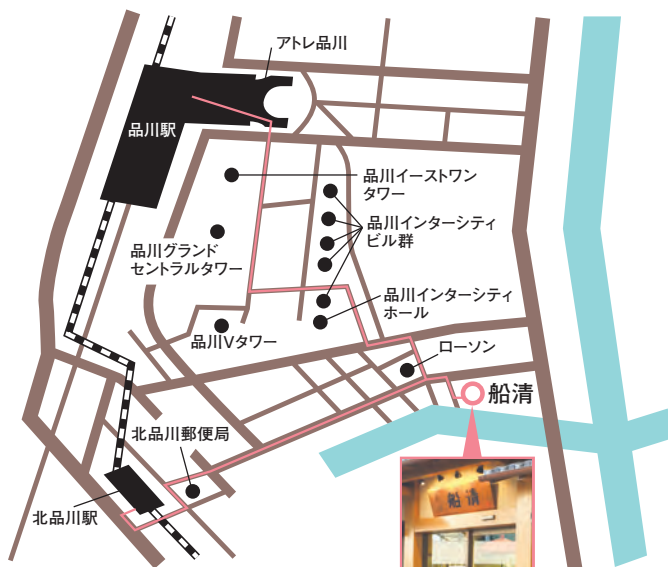 アトレ品川
品川駅
品川イーストワン
タワー
品川インターシティ
ビル群
品川グランド
セントラルタワー
品川インターシティ
ホール
品川Vタワー
ローソン
船清
北品川郵便局
北品川駅
船清